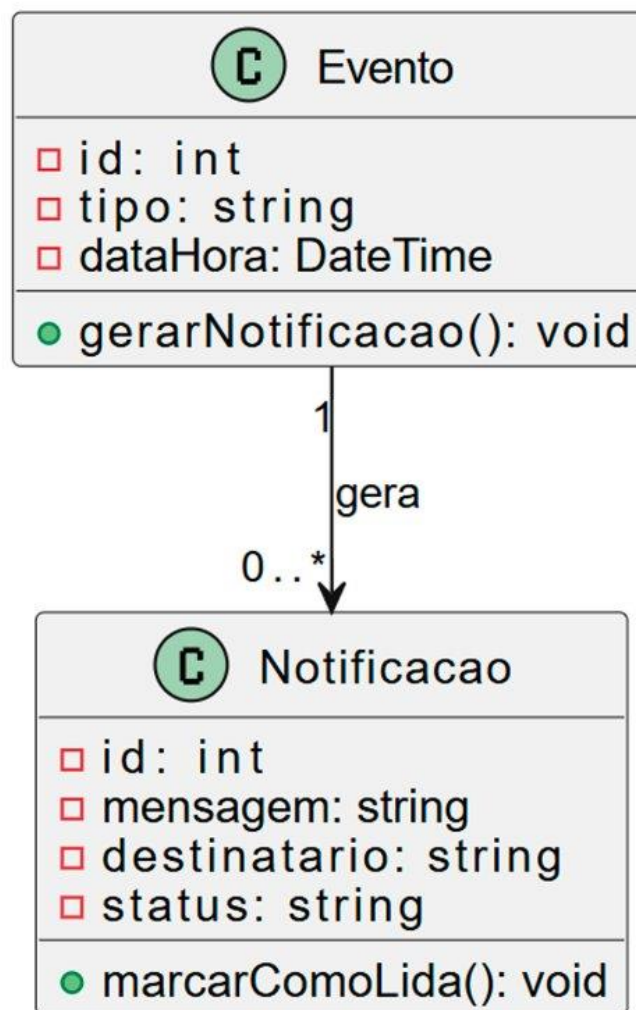 C Evento
id: int
tipo: string
dataHora: DateTime
gerarNotificacao(): void
1
gera
0..*
C Notificacao
id: int
mensagem: string
destinatario: string
status: string
marcarComoLida(): void